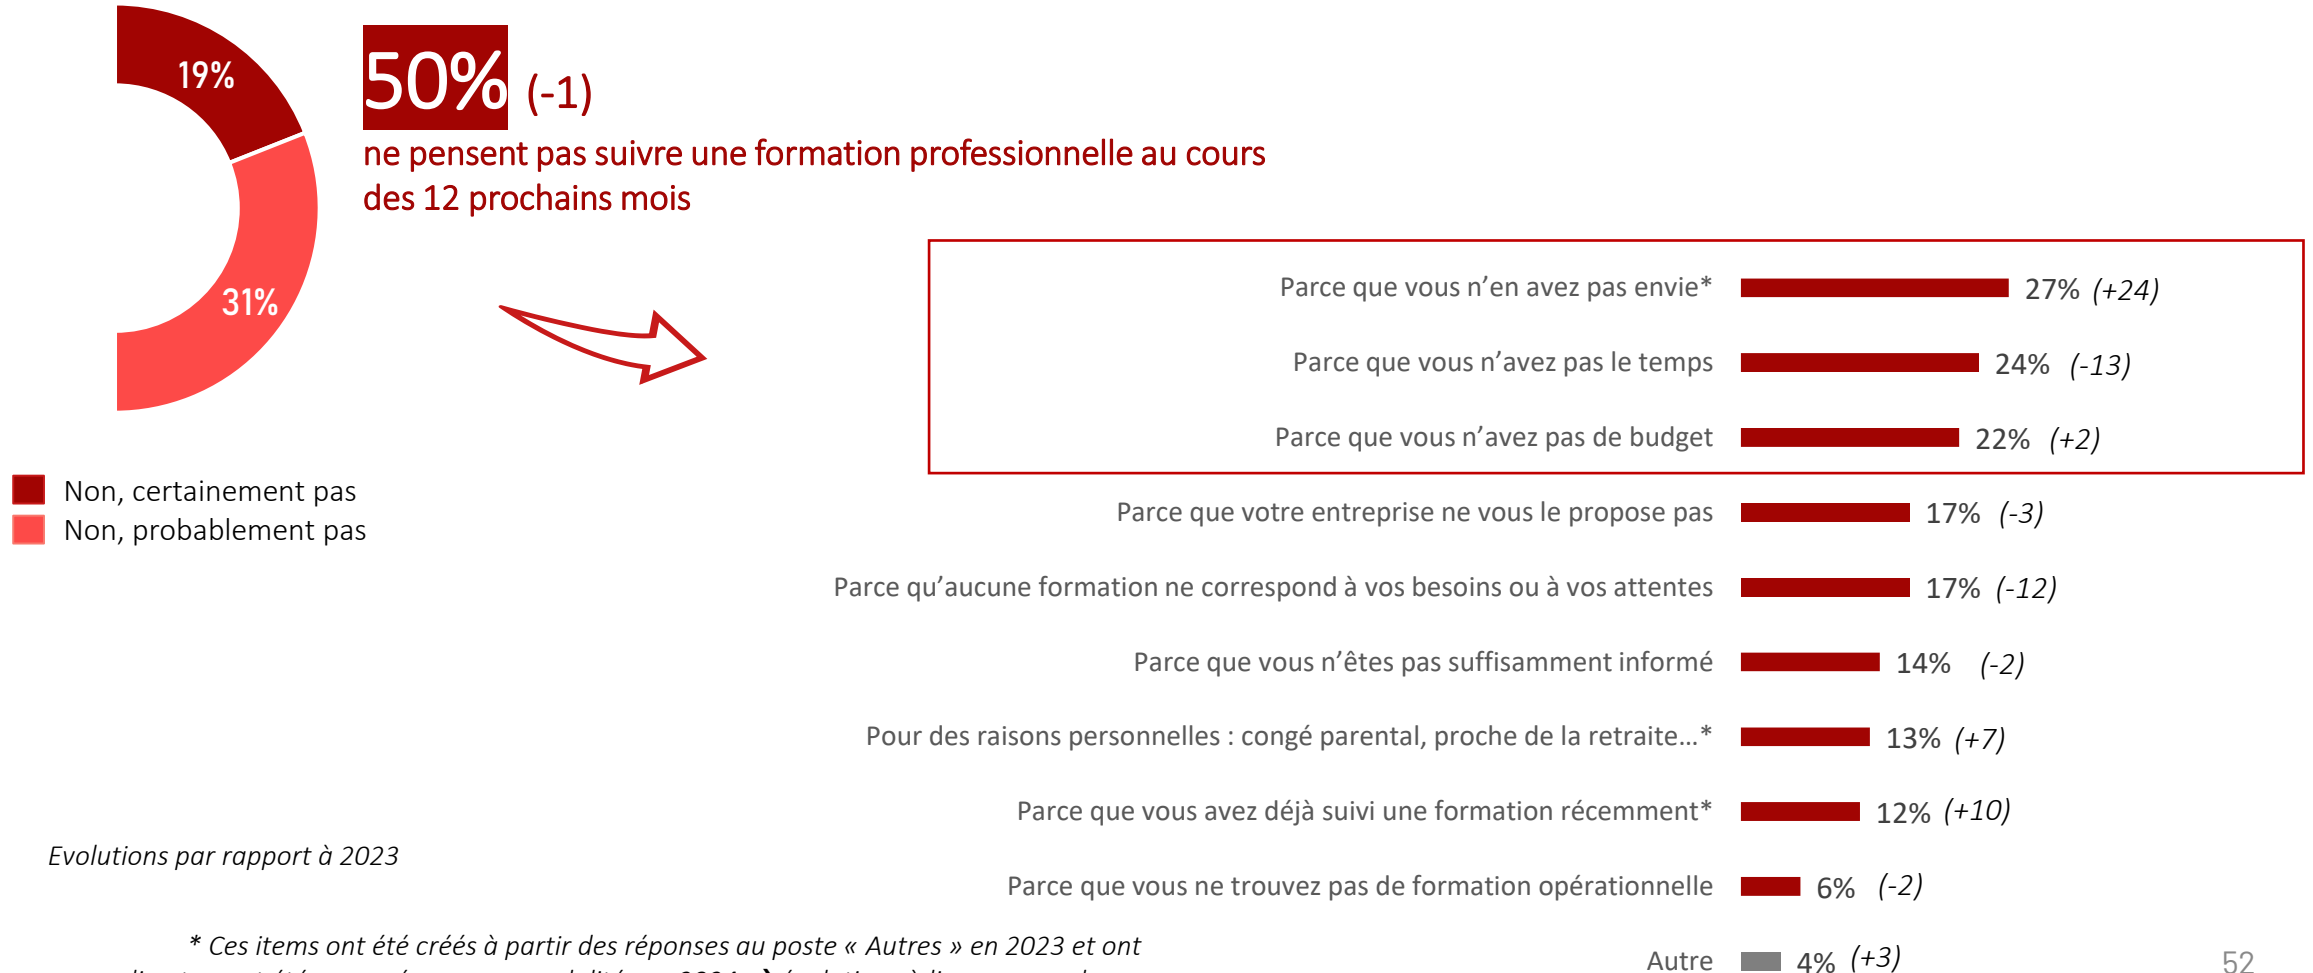 19%
31%
50% (-1)
ne pensent pas suivre une formation professionnelle au cours
des 12 prochains mois
Non, certainement pas
Non, probablement pas
Parce que vous n’en avez pas envie* 27% (+24)
Parce que vous n’avez pas le temps 24% (-13)
Parce que vous n’avez pas de budget 22% (+2)
Parce que votre entreprise ne vous le propose pas 17% (-3)
Parce qu’aucune formation ne correspond à vos besoins ou à vos attentes 17% (-12)
Parce que vous n’êtes pas suffisamment informé 14% (-2)
Pour des raisons personnelles : congé parental, proche de la retraite…* 13% (+7)
Parce que vous avez déjà suivi une formation récemment* 12% (+10)
Parce que vous ne trouvez pas de formation opérationnelle 6% (-2)
Autre 4% (+3)
Evolutions par rapport à 2023
* Ces items ont été créés à partir des réponses au poste « Autres » en 2023 et ont
52